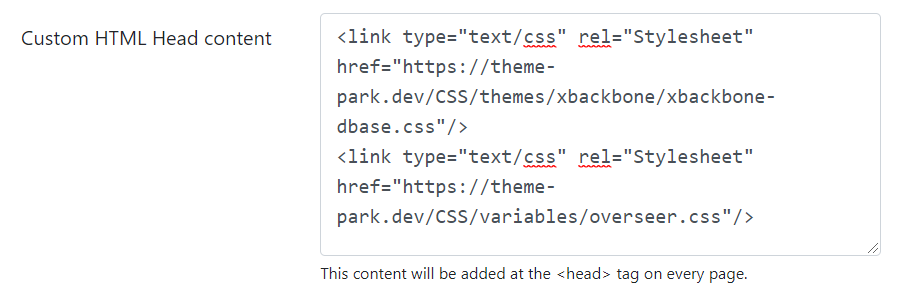 Custom HTML Head content
<link type="text/css" rel="Stylesheet"
href="https://theme-
park.dev/CSS/themes/xbackbone/xbackbone-
dbase.css"/>
<link type="text/css" rel="Stylesheet"
href="https://theme-
park.dev/CSS/variables/overseer.css"/>
This content will be added at the <head> tag on every page.